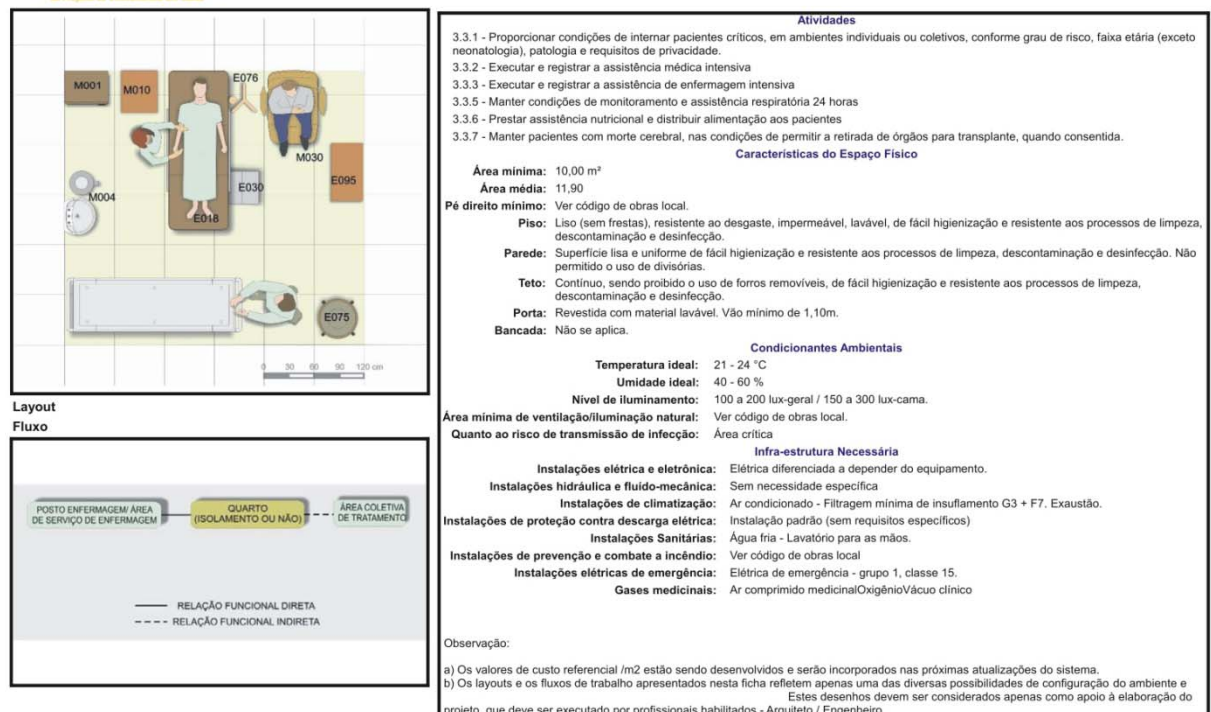 M001
M010
E076
M030
E095
E030
M004
E018
E075
0 30 60 90 120 cm
Layout
Fluxo
POSTO ENFERMAGEM/ ÁREA
DE SERVIÇO DE ENFERMAGEM
QUARTO
(ISOLAMENTO OU NÃO)
ÁREA COLETIVA
DE TRATAMENTO
RELAÇÃO FUNCIONAL DIRETA
RELAÇÃO FUNCIONAL INDIRETA
Atividades
3.3.1 - Proporcionar condições de internar pacientes críticos, em ambientes individuais ou coletivos, conforme grau de risco, faixa etária (exceto
neonatologia), patologia e requisitos de privacidade.
3.3.2 - Executar e registrar a assistência médica intensiva
3.3.3 - Executar e registrar a assistência de enfermagem intensiva
3.3.5 - Manter condições de monitoramento e assistência respiratória 24 horas
3.3.6 - Prestar assistência nutricional e distribuir alimentação aos pacientes
3.3.7 - Manter pacientes com morte cerebral, nas condições de permitir a retirada de órgãos para transplante, quando consentida.
Características do Espaço Físico
Área mínima: 10,00 m²
Área média: 11,90
Pé direito mínimo: Ver código de obras local.
Piso: Liso (sem frestas), resistente ao desgaste, impermeável, lavável, de fácil higienização e resistente aos processos de limpeza,
descontaminação e desinfecção.
Parede: Superfície lisa e uniforme de fácil higienização e resistente aos processos de limpeza, descontaminação e desinfecção. Não
permitido o uso de divisórias.
Teto: Contínuo, sendo proibido o uso de forros removíveis, de fácil higienização e resistente aos processos de limpeza,
descontaminação e desinfecção.
Porta: Revestida com material lavável. Vão mínimo de 1,10m.
Bancada: Não se aplica.
Condicionantes Ambientais
Temperatura ideal: 21 - 24 °C
Umidade ideal: 40 - 60 %
Nível de iluminamento: 100 a 200 lux-geral / 150 a 300 lux-cama.
Área mínima de ventilação/iluminação natural: Ver código de obras local.
Quanto ao risco de transmissão de infecção: Área crítica
Infra-estrutura Necessária
Instalações elétrica e eletrônica: Elétrica diferenciada a depender do equipamento.
Instalações hidráulica e fluído-mecânica: Sem necessidade específica
Instalações de climatização: Ar condicionado - Filtragem mínima de insuflamento G3 + F7. Exaustão.
Instalações de proteção contra descarga elétrica: Instalação padrão (sem requisitos específicos)
Instalações Sanitárias: Água fria - Lavatório para as mãos.
Instalações de prevenção e combate a incêndio: Ver código de obras local
Instalações elétricas de emergência: Elétrica de emergência - grupo 1, classe 15.
Gases medicinais: Ar comprimido medicinalOxigênioVácuo clínico
Observação:
a) Os valores de custo referencial /m2 estão sendo desenvolvidos e serão incorporados nas próximas atualizações do sistema.
b) Os layouts e os fluxos de trabalho apresentados nesta ficha refletem apenas uma das diversas possibilidades de configuração do ambiente e
Estes desenhos devem ser considerados apenas como apoio à elaboração do
projeto, que deve ser executado por profissionais habilitados - Arquiteto / Engenheiro